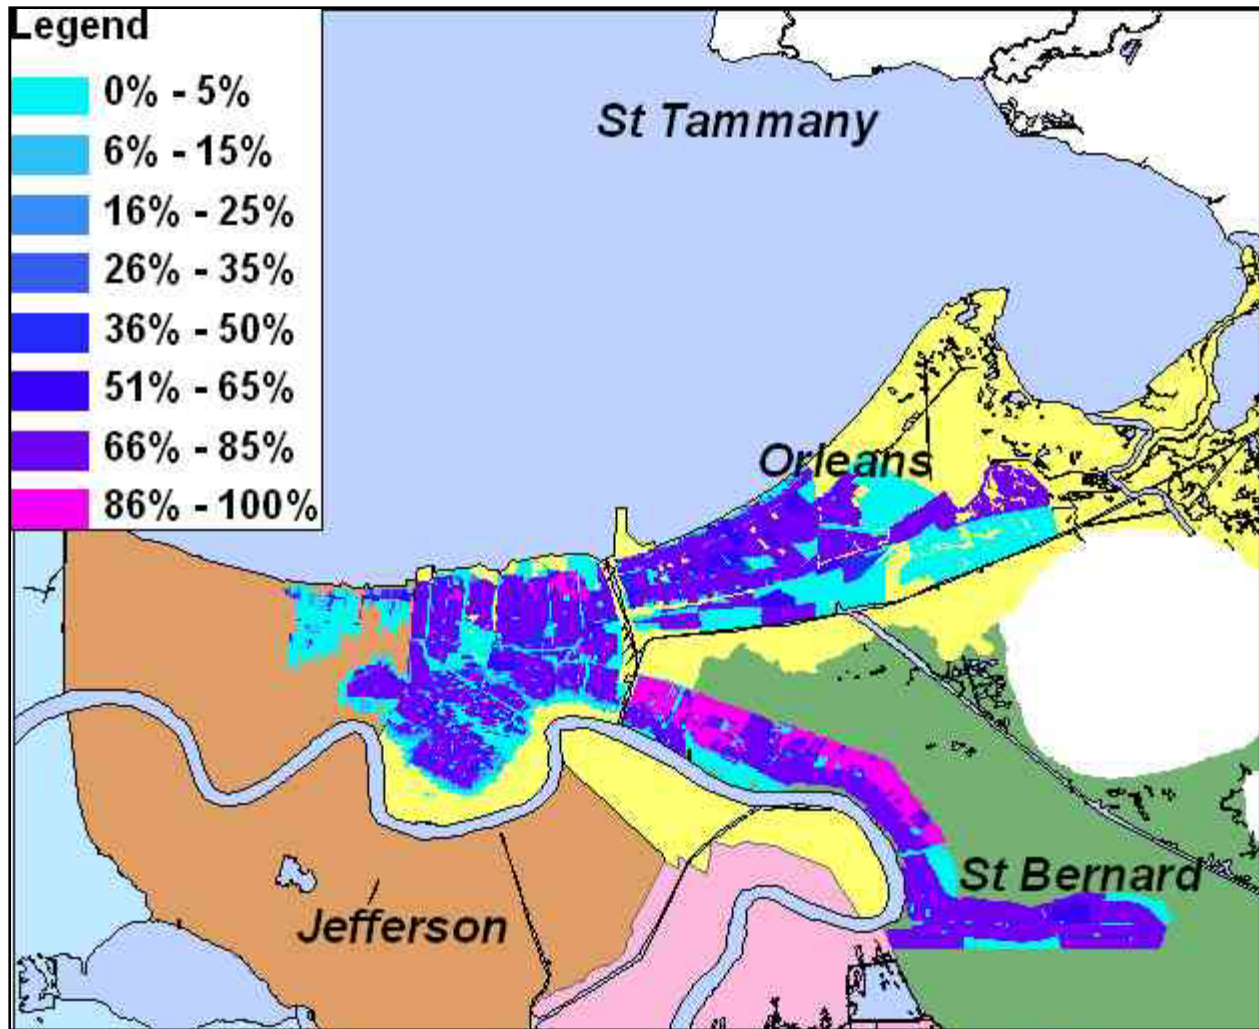 Legend
0% - 5%
6% - 15%
16% - 25%
26% - 35%
36% - 50%
51% - 65%
66% - 85%
86% - 100%
St Tammany
Orleans
St Bernard
Jefferson